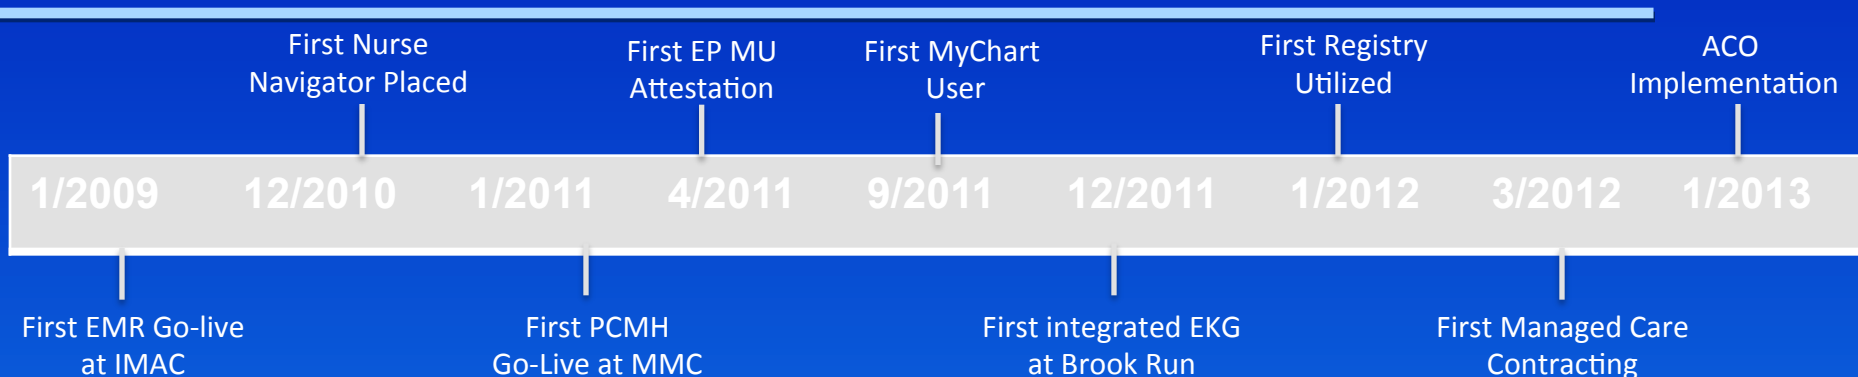 First Nurse
Navigator Placed
First EP MU
Attestation
First MyChart
User
First Registry
Utilized
ACO
Implementation
1/2009 12/2010 1/2011 4/2011 9/2011 12/2011 1/2012 3/2012 1/2013
First EMR Go-live
at IMAC
First PCMH
Go-Live at MMC
First integrated EKG
at Brook Run
First Managed Care
Contracting